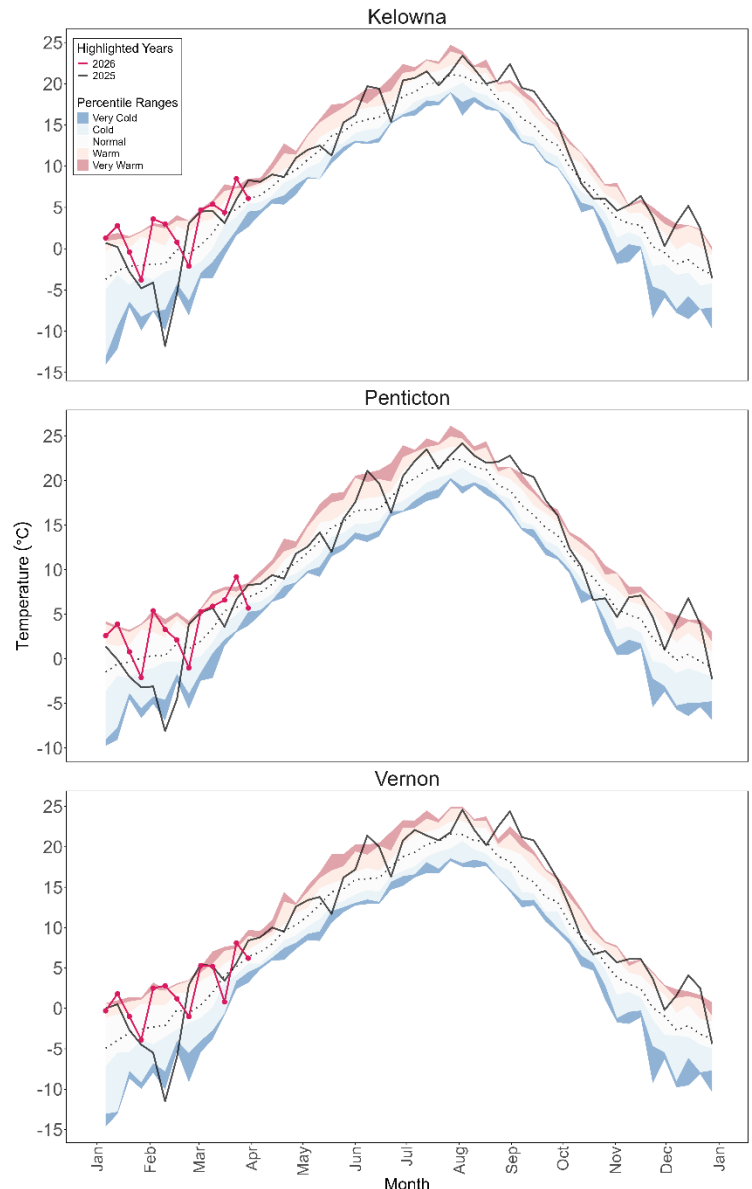 Kelowna
25
20
15
10
5
0
-5
-10
-15
Highlighted Years
2026
2025
Percentile Ranges
Very Cold
Cold
Normal
Warm
Very Warm
Penticton
25
20
15
10
5
0
-5
-10
Temperature (°C)
Vernon
25
20
15
10
5
0
-5
-10
-15
Jan Feb Mar Apr May Jun Jul Aug Sep Oct Nov Dec Jan
Month